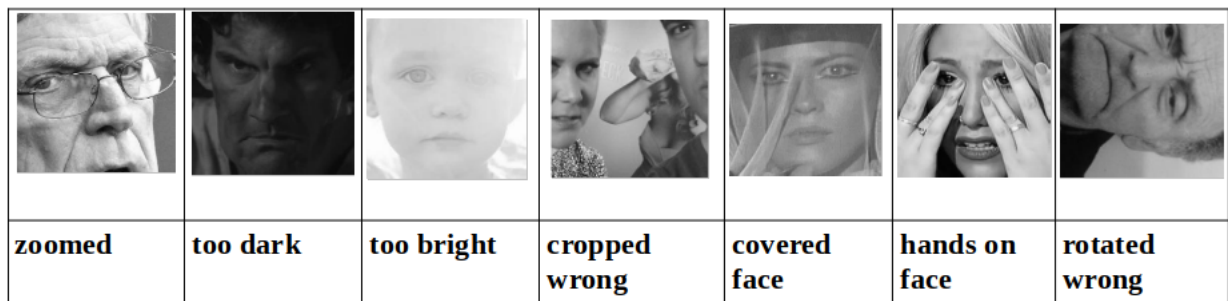 zoomed
too dark
too bright
cropped
wrong
covered
face
hands on
face
rotated
wrong